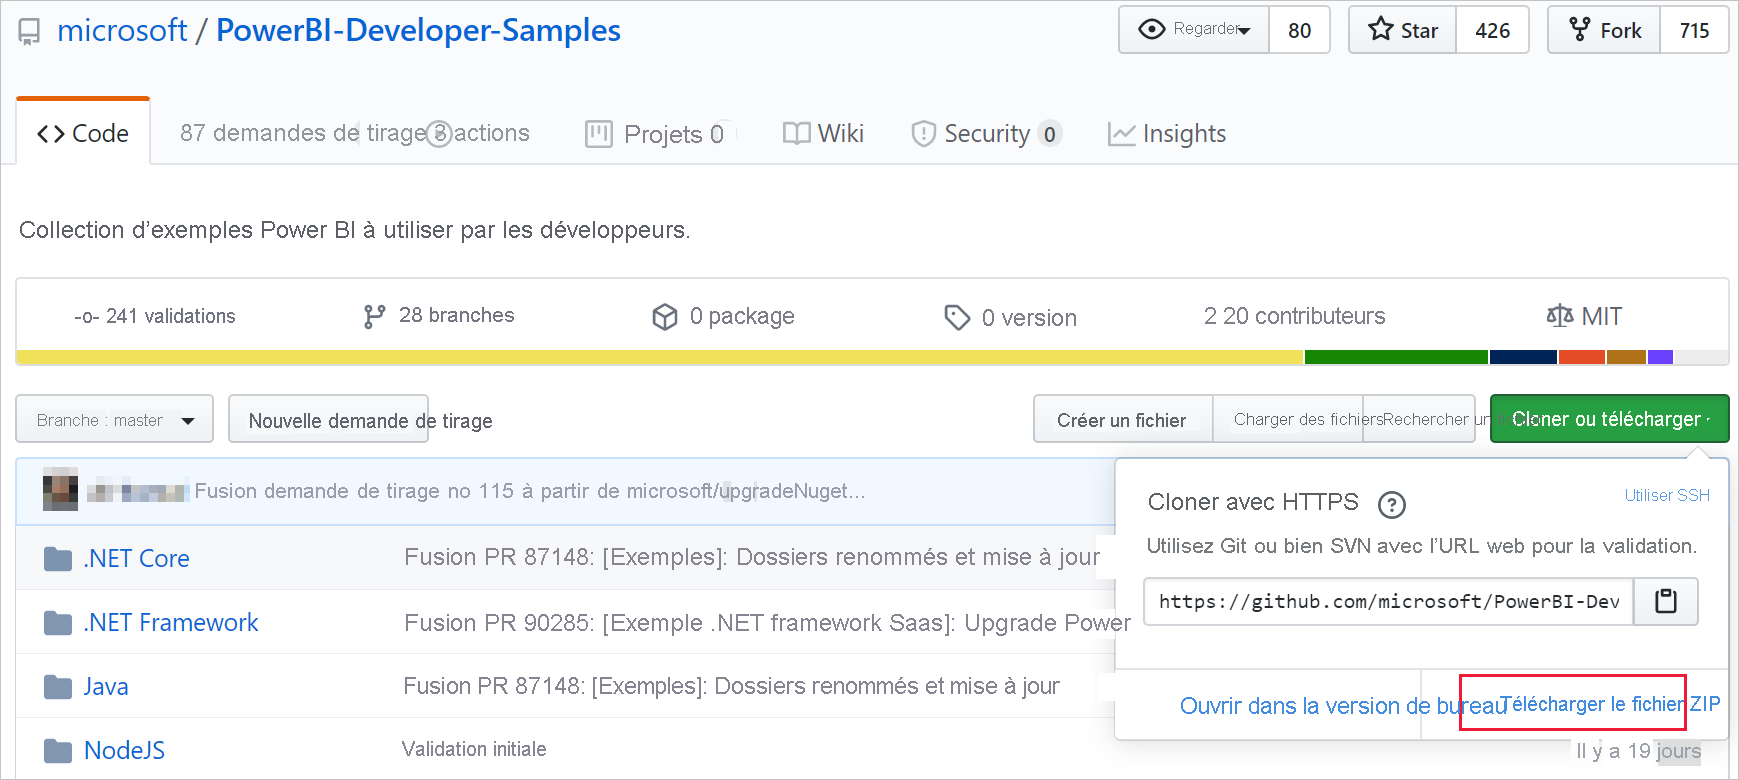 microsoft / PowerBI-Developer-Samples
Regarder 80
Star 426
Fork 715
Code
87 demandes de tirage 3 actions
Projets 0
Wiki
Security 0
Insights
Collection d’exemples Power BI à utiliser par les développeurs.
-o- 241 validations
28 branches
0 package
0 version
2 20 contributeurs
MIT
Branche : master
Nouvelle demande de tirage
Créer un fichier
Charger des fichiers
Rechercher un
Cloner ou télécharger
Fusion demande de tirage no 115 à partir de microsoft/upgradeNuget...
.NET Core
Fusion PR 87148: [Exemples]: Dossiers renommés et mise à jour
.NET Framework
Fusion PR 90285: [Exemple .NET framework Saas]: Upgrade Power
Java
Fusion PR 87148: [Exemples]: Dossiers renommés et mise à jour
NodeJS
Validation initiale
Il y a 19 jours
Cloner avec HTTPS ?
Utiliser SSH
Utilisez Git ou bien SVN avec l’URL web pour la validation.
https://github.com/microsoft/PowerBI-Dev
Ouvrir dans la version de bureau
Télécharger le fichier ZIP